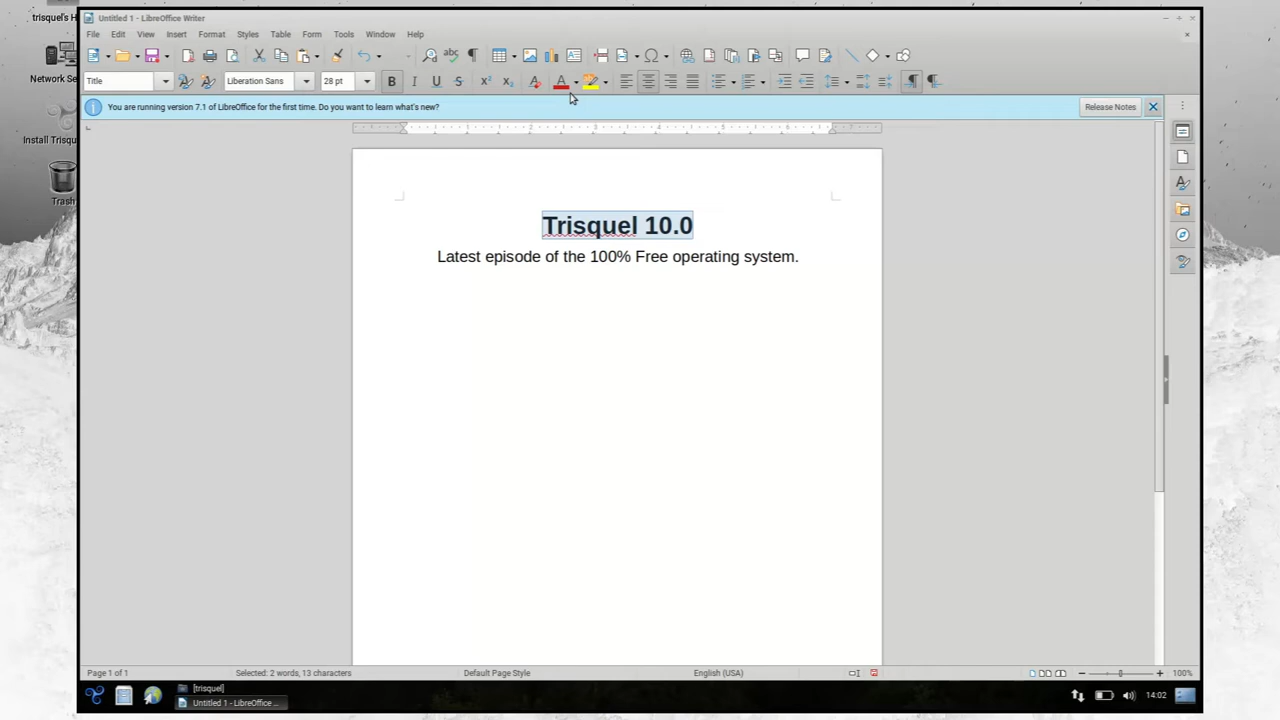 trisquel's H
Untitled 1 - LibreOffice Writer
File Edit View Insert Format Styles Table Form Tools Window Help
Network Se
Title Liberation Sans 28 pt
You are running version 7.1 of LibreOffice for the first time. Do you want to learn what's new? Release Notes
Install Trisqu
Trash
Trisquel 10.0
Latest episode of the 100% Free operating system.
Page 1 of 1 Selected: 2 words, 13 characters Default Page Style English (USA) 100%
[trisquel]
Untitled 1 - LibreOffice ...
14:02